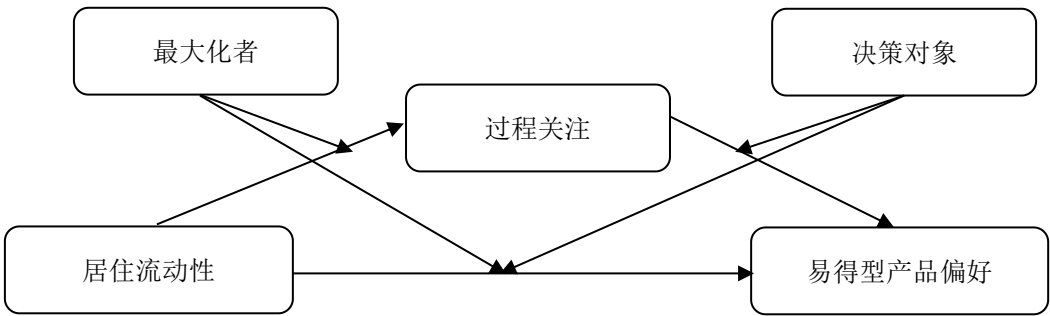 最大化者
决策对象
过程关注
居住流动性
易得型产品偏好